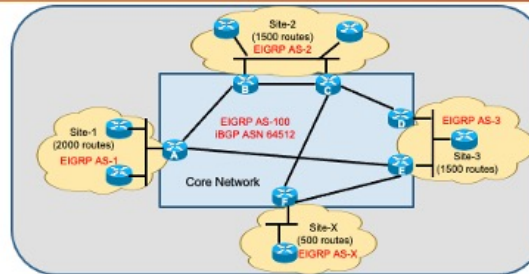 Site-2
(1500 routes)
EIGRP AS-2
B
C
EIGRP AS-100
iBGP ASN 64512
D
EIGRP AS-3
Site-1
(2000 routes)
EIGRP AS-1
A
Site-3
(1500 routes)
E
Core Network
F
Site-X
(500 routes)
EIGRP AS-X